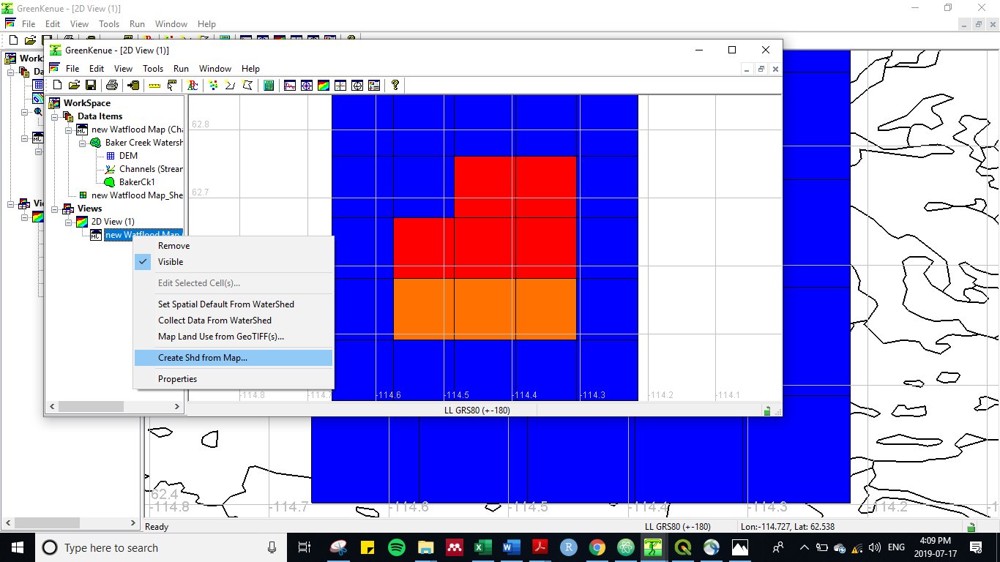 GreenKenue - [2D View (1)]
File Edit View Tools Run Window Help
GreenKenue - [2D View (1)]
File Edit View Tools Run Window Help
WorkSpace
Data Items
new Watflood Map (Cha
Baker Creek Watersh
DEM
Channels (Stream
BakerCk1
new Watflood Map_She
Views
2D View (1)
new Watflood Map
Remove
Visible
Edit Selected Cell(s)...
Set Spatial Default From WaterShed
Collect Data From WaterShed
Map Land Use from GeoTIFF(s)...
Create Shd from Map...
Properties
62.8
62.7
-114.8 -114.7 -114.6 -114.5 -114.4 -114.3 -114.2 -114.1
LL GRS80 (+-180)
62.4
-114.8 -114.7 -114.6 -114.5 -114.4 -114.3 -114.2
Ready LL GRS80 (+-180) Lon:-114.727, Lat: 62.538
Type here to search
ENG
4:09 PM
2019-07-17